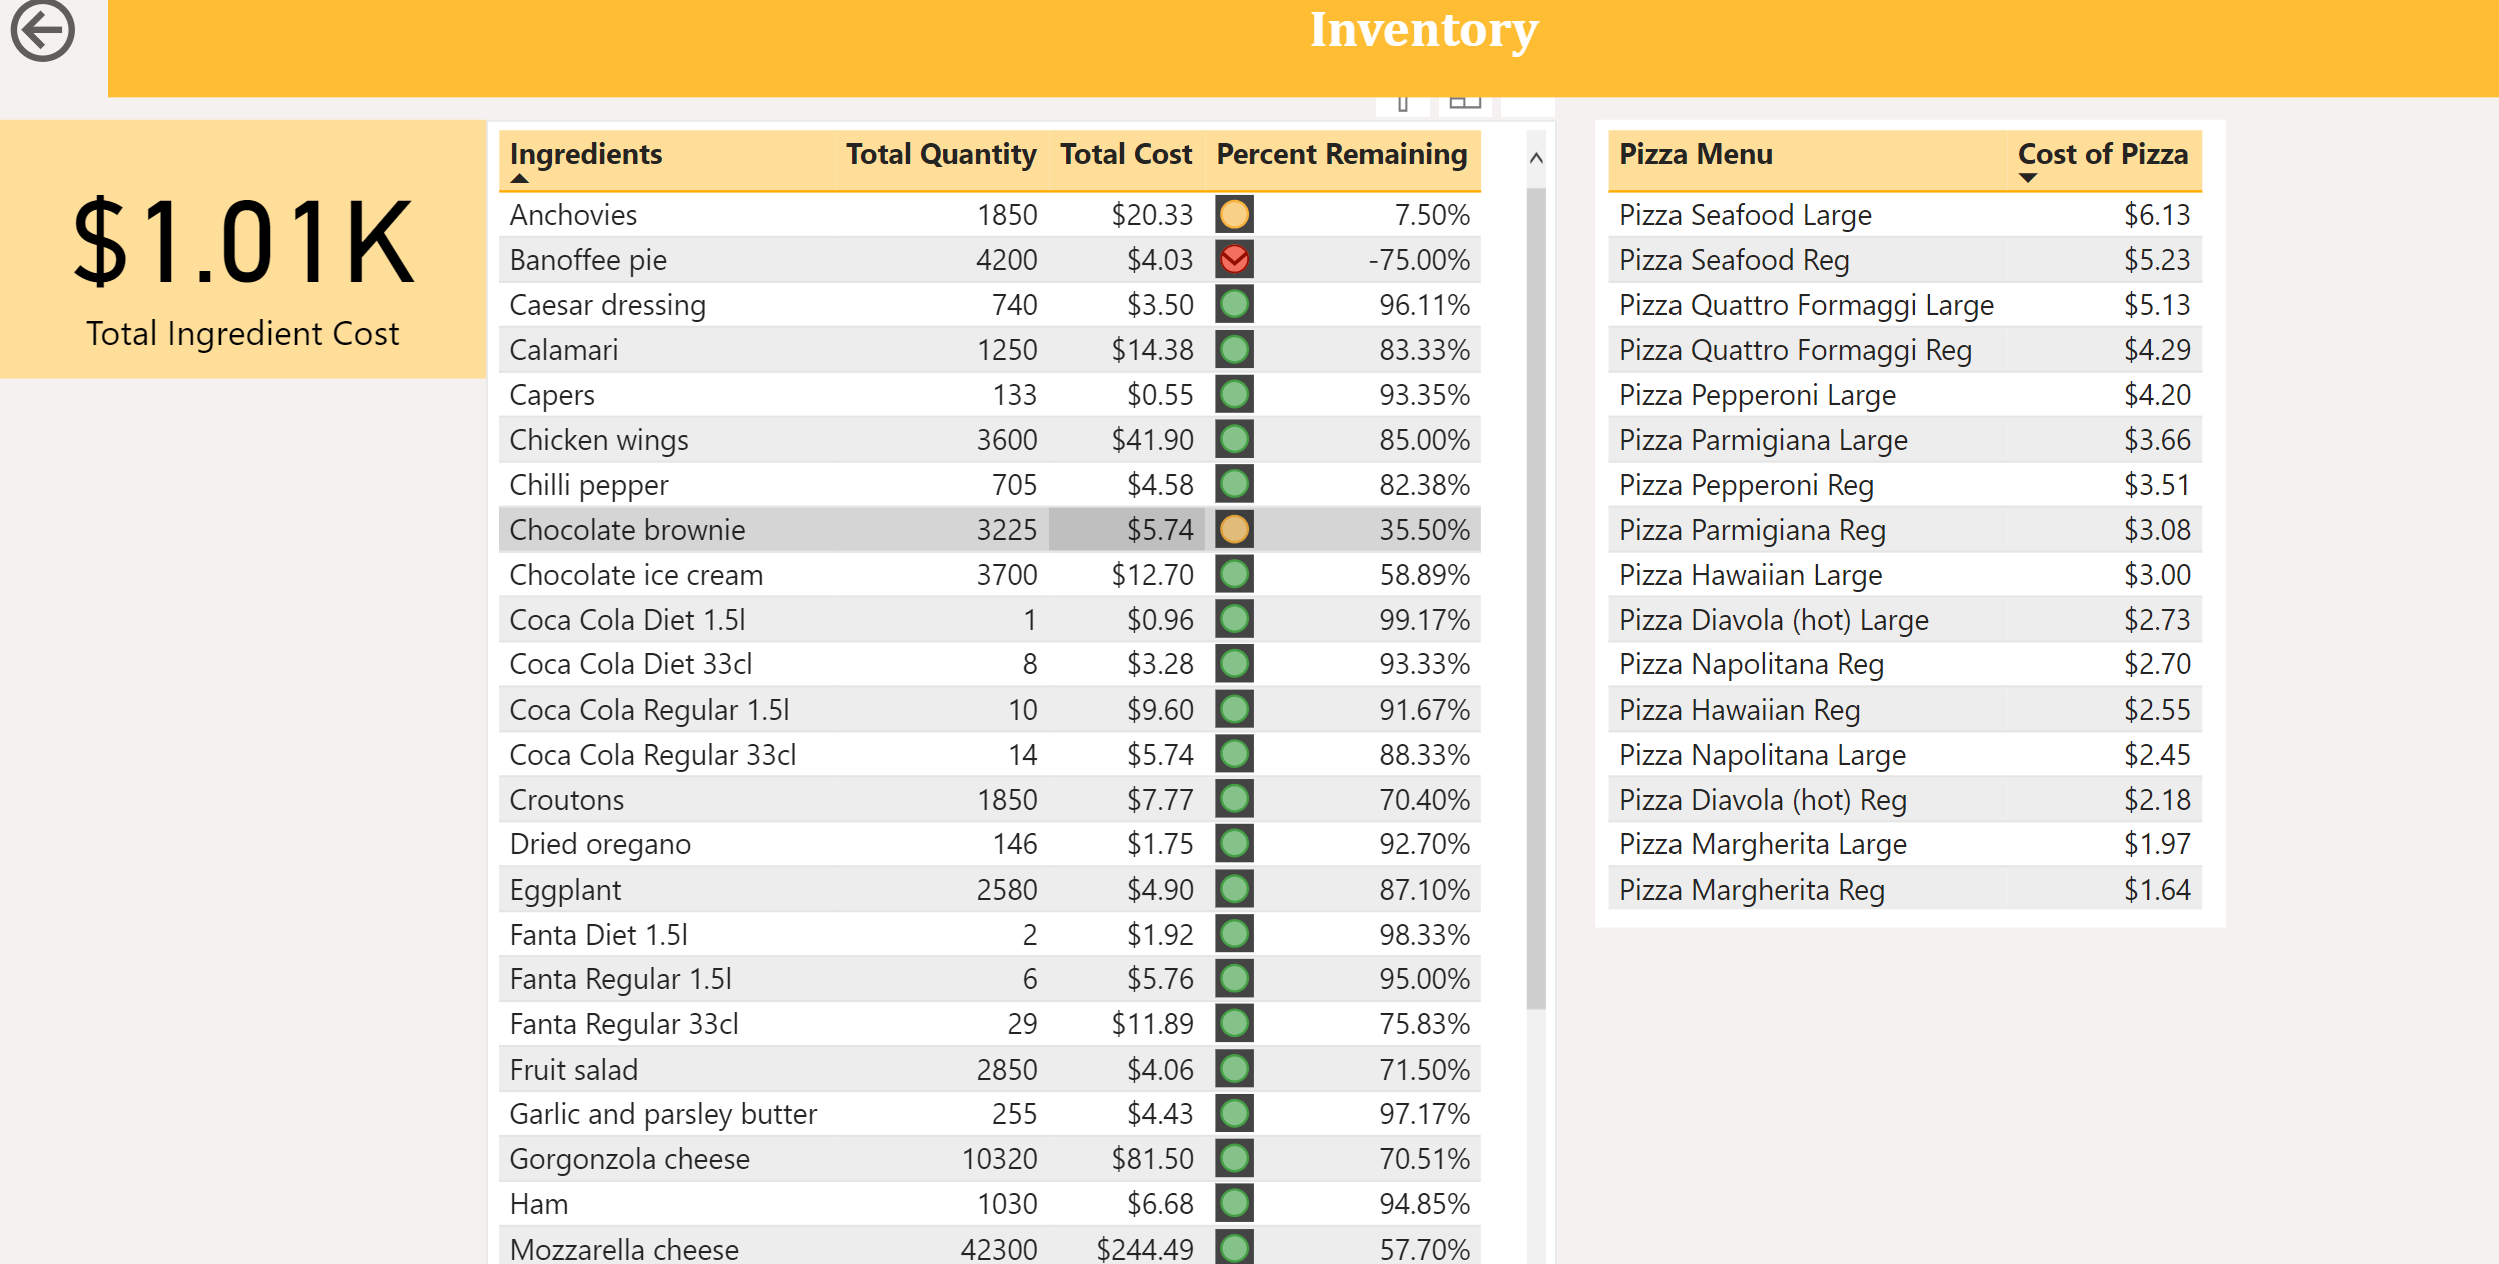 Inventory
$1.01K
Total Ingredient Cost
Ingredients Total Quantity Total Cost Percent Remaining
Anchovies 1850 $20.33 7.50%
Banoffee pie 4200 $4.03 -75.00%
Caesar dressing 740 $3.50 96.11%
Calamari 1250 $14.38 83.33%
Capers 133 $0.55 93.35%
Chicken wings 3600 $41.90 85.00%
Chilli pepper 705 $4.58 82.38%
Chocolate brownie 3225 $5.74 35.50%
Chocolate ice cream 3700 $12.70 58.89%
Coca Cola Diet 1.5l 1 $0.96 99.17%
Coca Cola Diet 33cl 8 $3.28 93.33%
Coca Cola Regular 1.5l 10 $9.60 91.67%
Coca Cola Regular 33cl 14 $5.74 88.33%
Croutons 1850 $7.77 70.40%
Dried oregano 146 $1.75 92.70%
Eggplant 2580 $4.90 87.10%
Fanta Diet 1.5l 2 $1.92 98.33%
Fanta Regular 1.5l 6 $5.76 95.00%
Fanta Regular 33cl 29 $11.89 75.83%
Fruit salad 2850 $4.06 71.50%
Garlic and parsley butter 255 $4.43 97.17%
Gorgonzola cheese 10320 $81.50 70.51%
Ham 1030 $6.68 94.85%
Mozzarella cheese 42300 $244.49 57.70%
Pizza Menu Cost of Pizza
Pizza Seafood Large $6.13
Pizza Seafood Reg $5.23
Pizza Quattro Formaggi Large $5.13
Pizza Quattro Formaggi Reg $4.29
Pizza Pepperoni Large $4.20
Pizza Parmigiana Large $3.66
Pizza Pepperoni Reg $3.51
Pizza Parmigiana Reg $3.08
Pizza Hawaiian Large $3.00
Pizza Diavola (hot) Large $2.73
Pizza Napolitana Reg $2.70
Pizza Hawaiian Reg $2.55
Pizza Napolitana Large $2.45
Pizza Diavola (hot) Reg $2.18
Pizza Margherita Large $1.97
Pizza Margherita Reg $1.64